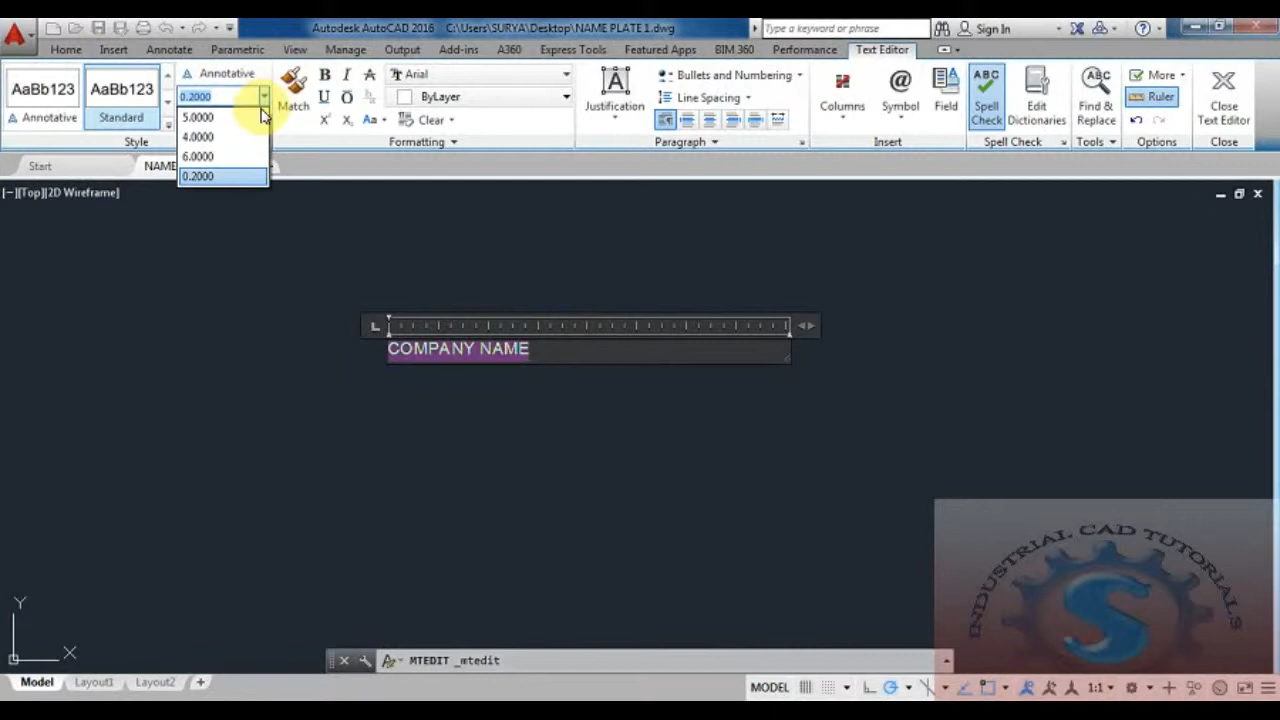 Autodesk AutoCAD 2016 C:\Users\SURYA\Desktop\NAME PLATE 1.dwg
Type a keyword or phrase
Sign In
Home Insert Annotate Parametric View Manage Output Add-ins A360 Express Tools Featured Apps BIM 360 Performance Text Editor
AaBb123 AaBb123
Annotative Standard
Annotative
0.2000
5.0000
4.0000
6.0000
0.2000
Style
Match
B I A
U O
Arial
ByLayer
Aa Clear
Formatting
Justification
Bullets and Numbering
Line Spacing
Paragraph
Columns
@
Symbol
Field
Insert
ABC
Spell
Check
Edit
Dictionaries
Spell Check
ABC
Find &
Replace
Tools
More
Ruler
Options
Close
Text Editor
Close
Start
NAME
[−][Top][2D Wireframe]
COMPANY NAME
INDUSTRIAL CAD TUTORIALS
S
Y
X
MTEDIT _mtedit
Model Layout1 Layout2 +
MODEL
1:1